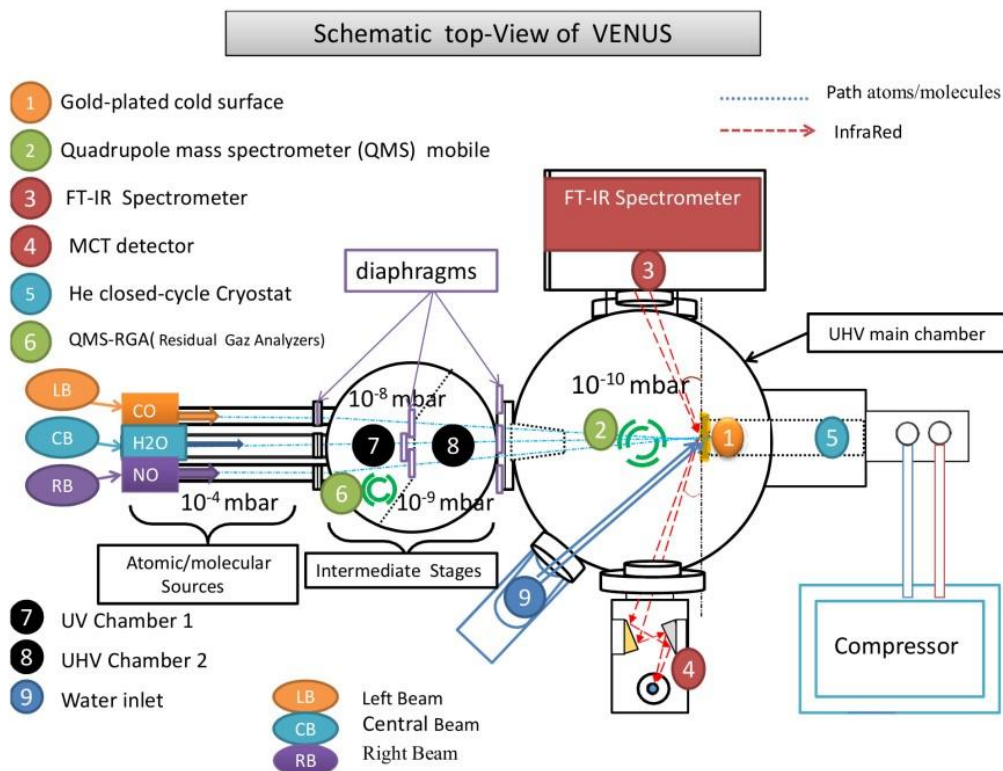 Schematic top-View of VENUS
1 Gold-plated cold surface
2 Quadrupole mass spectrometer (QMS) mobile
3 FT-IR Spectrometer
4 MCT detector
5 He closed-cycle Cryostat
6 QMS-RGA( Residual Gaz Analyzers)
Path atoms/molecules
InfraRed
FT-IR Spectrometer
3
diaphragms
UHV main chamber
LB
CO
CB
H2O
RB
NO
10-8 mbar
10-10 mbar
7
8
2
1
5
6
10-4 mbar
10-9 mbar
Atomic/molecular
Sources
Intermediate Stages
9
4
Compressor
7 UV Chamber 1
8 UHV Chamber 2
9 Water inlet
LB Left Beam
CB Central Beam
RB Right Beam